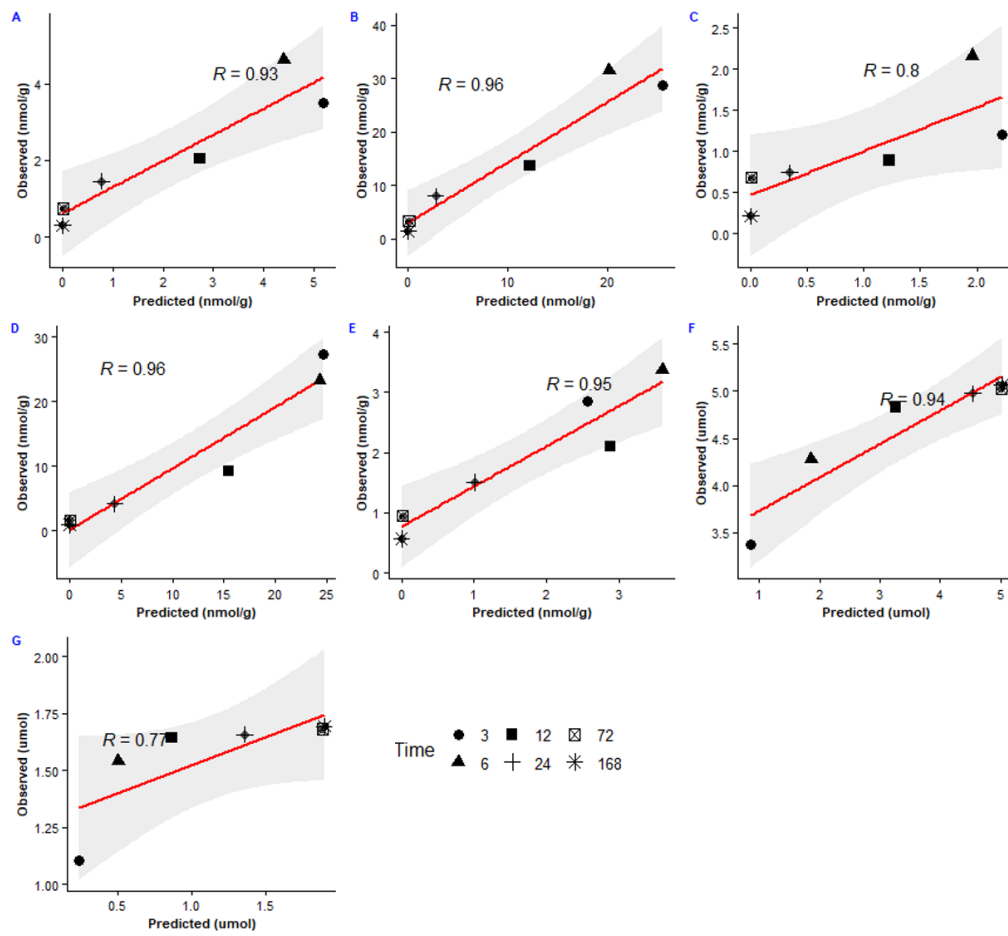 A
R = 0.93
Observed (nmol/g)
4
2
0
0 1 2 3 4 5
Predicted (nmol/g)
B
R = 0.96
Observed (nmol/g)
40
30
20
10
0
0 10 20
Predicted (nmol/g)
C
R = 0.8
Observed (nmol/g)
2.5
2.0
1.5
1.0
0.5
0.0
0.0 0.5 1.0 1.5 2.0
Predicted (nmol/g)
D
R = 0.96
Observed (nmol/g)
30
20
10
0
0 5 10 15 20 25
Predicted (nmol/g)
E
R = 0.95
Observed (nmol/g)
4
3
2
1
0
0 1 2 3
Predicted (nmol/g)
F
R = 0.94
Observed (umol)
5.5
5.0
4.5
4.0
3.5
1 2 3 4 5
Predicted (umol)
G
R = 0.77
Observed (umol)
2.00
1.75
1.50
1.25
1.00
0.5 1.0 1.5
Predicted (umol)
Time
3 12 72
6 24 168